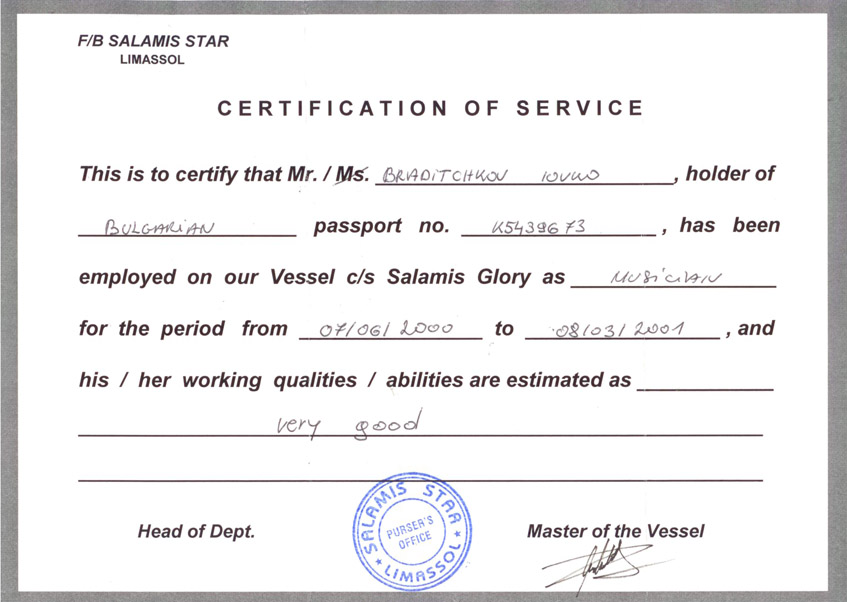 F/B SALAMIS STAR
LIMASSOL
CERTIFICATION OF SERVICE
This is to certify that Mr. / Ms. BRADITCHKOV IOVKO, holder of
BULGARIAN passport no. K5439673, has been
employed on our Vessel c/s Salamis Glory as MUSICIAN
for the period from 07/06/2000 to 08/03/2001, and
his / her working qualities / abilities are estimated as
very good
SALAMIS STAR
PURSER'S
OFFICE
LIMASSOL
Head of Dept. Master of the Vessel